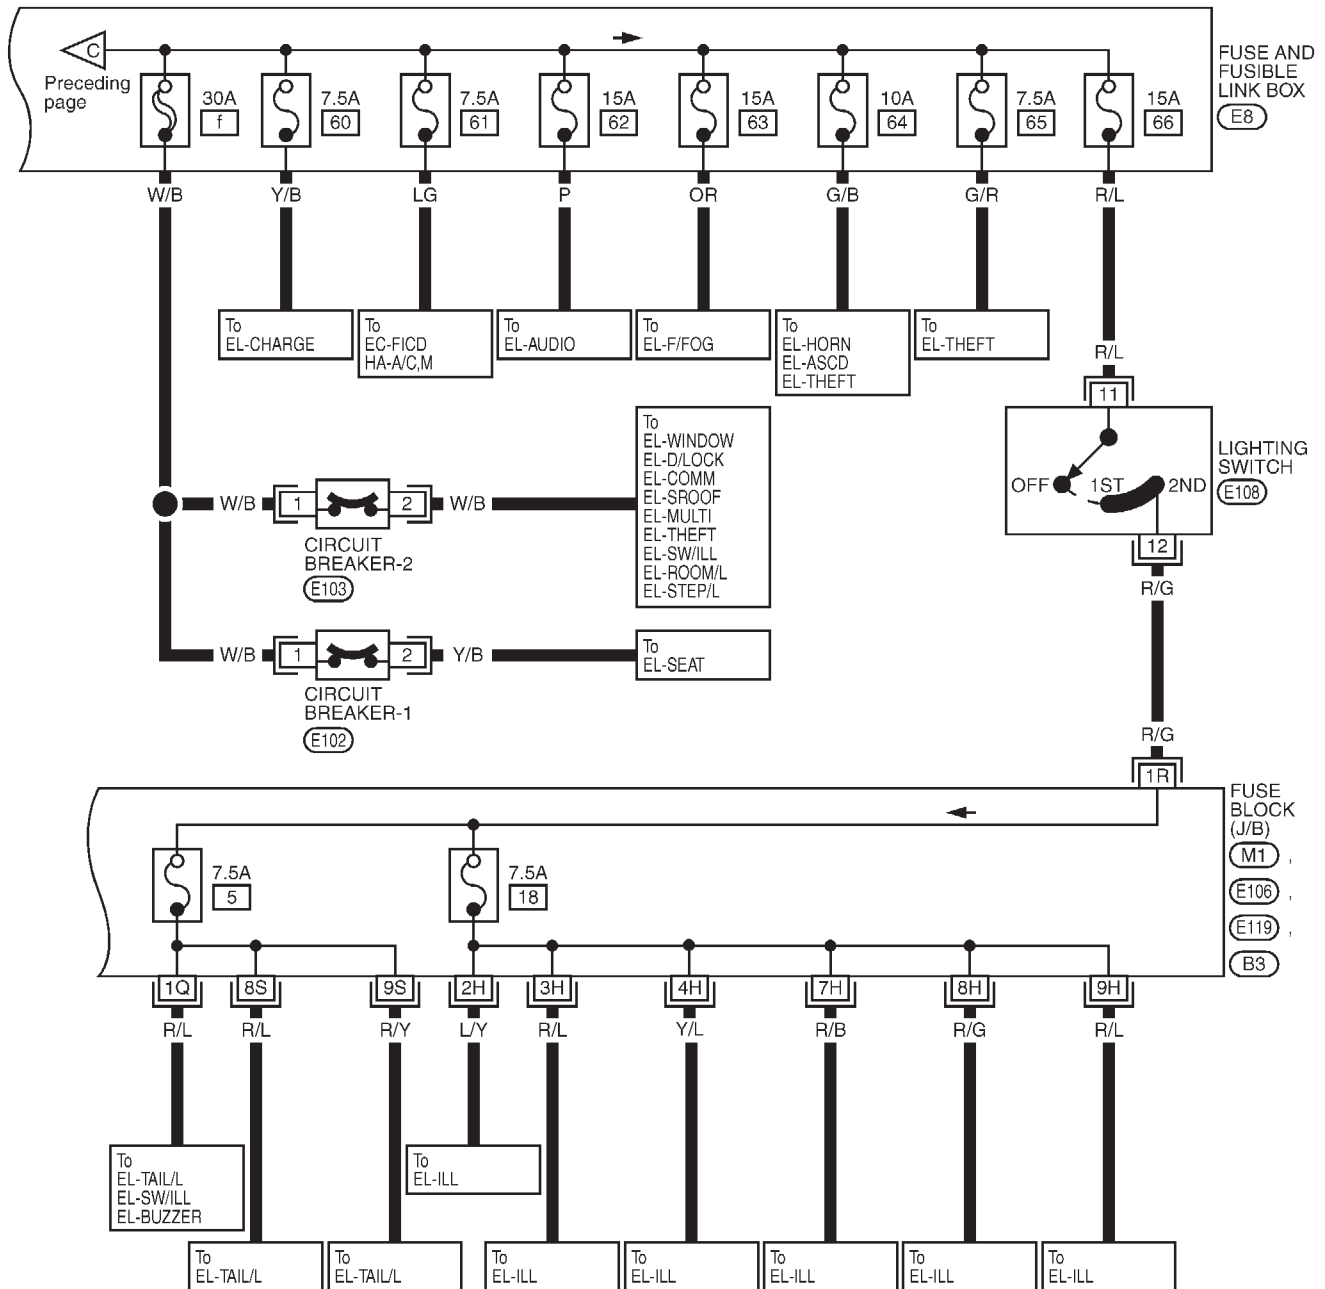 C
Preceding
page
30A
f
7.5A
60
7.5A
61
15A
62
15A
63
10A
64
7.5A
65
15A
66
FUSE AND
FUSIBLE
LINK BOX
E8
W/B
Y/B
LG
P
OR
G/B
G/R
R/L
To
EL-CHARGE
To
EC-FICD
HA-A/C,M
To
EL-AUDIO
To
EL-F/FOG
To
EL-HORN
EL-ASCD
EL-THEFT
To
EL-THEFT
R/L
11
LIGHTING
SWITCH
E108
OFF
1ST
2ND
12
R/G
W/B
1
2
W/B
CIRCUIT
BREAKER-2
E103
To
EL-WINDOW
EL-D/LOCK
EL-COMM
EL-SROOF
EL-MULTI
EL-THEFT
EL-SW/ILL
EL-ROOM/L
EL-STEP/L
W/B
1
2
Y/B
CIRCUIT
BREAKER-1
E102
To
EL-SEAT
R/G
1R
FUSE
BLOCK
(J/B)
M1 ,
E106 ,
E119 ,
B3
7.5A
5
7.5A
18
1Q
8S
9S
2H
3H
4H
7H
8H
9H
R/L
R/L
R/Y
L/Y
R/L
Y/L
R/B
R/G
R/L
To
EL-TAIL/L
EL-SW/ILL
EL-BUZZER
To
EL-ILL
To
EL-TAIL/L
To
EL-TAIL/L
To
EL-ILL
To
EL-ILL
To
EL-ILL
To
EL-ILL
To
EL-ILL